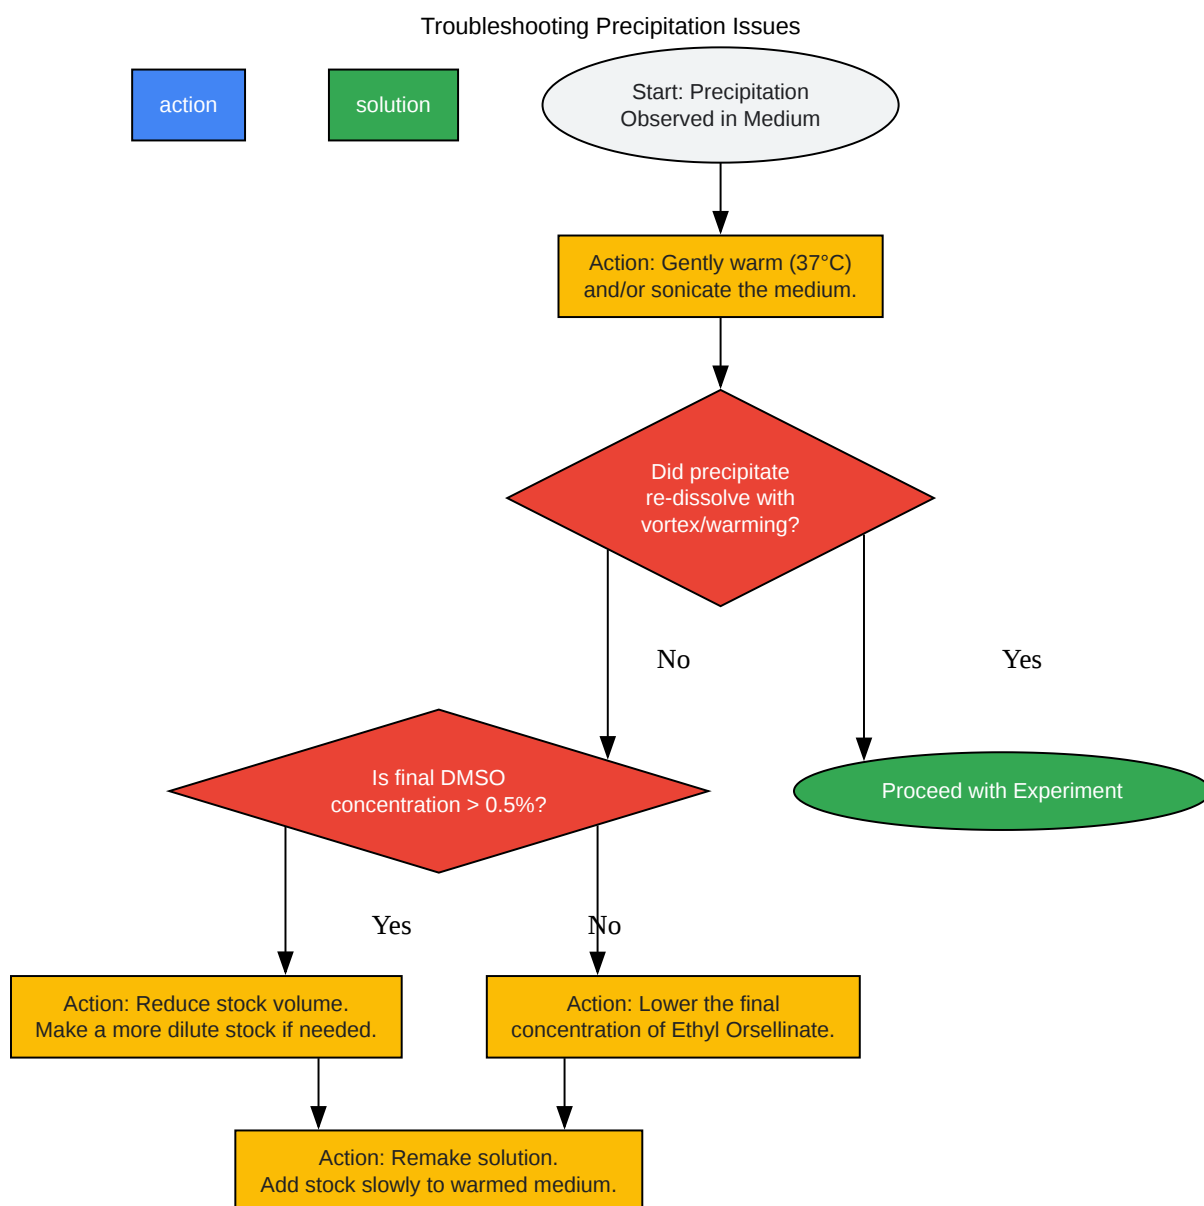 Troubleshooting Precipitation Issues
action
solution
Start: Precipitation
Observed in Medium
Action: Gently warm (37°C)
and/or sonicate the medium.
Did precipitate
re-dissolve with
vortex/warming?
No
Yes
Is final DMSO
concentration > 0.5%?
Proceed with Experiment
Yes
No
Action: Reduce stock volume.
Make a more dilute stock if needed.
Action: Lower the final
concentration of Ethyl Orsellinate.
Action: Remake solution.
Add stock slowly to warmed medium.